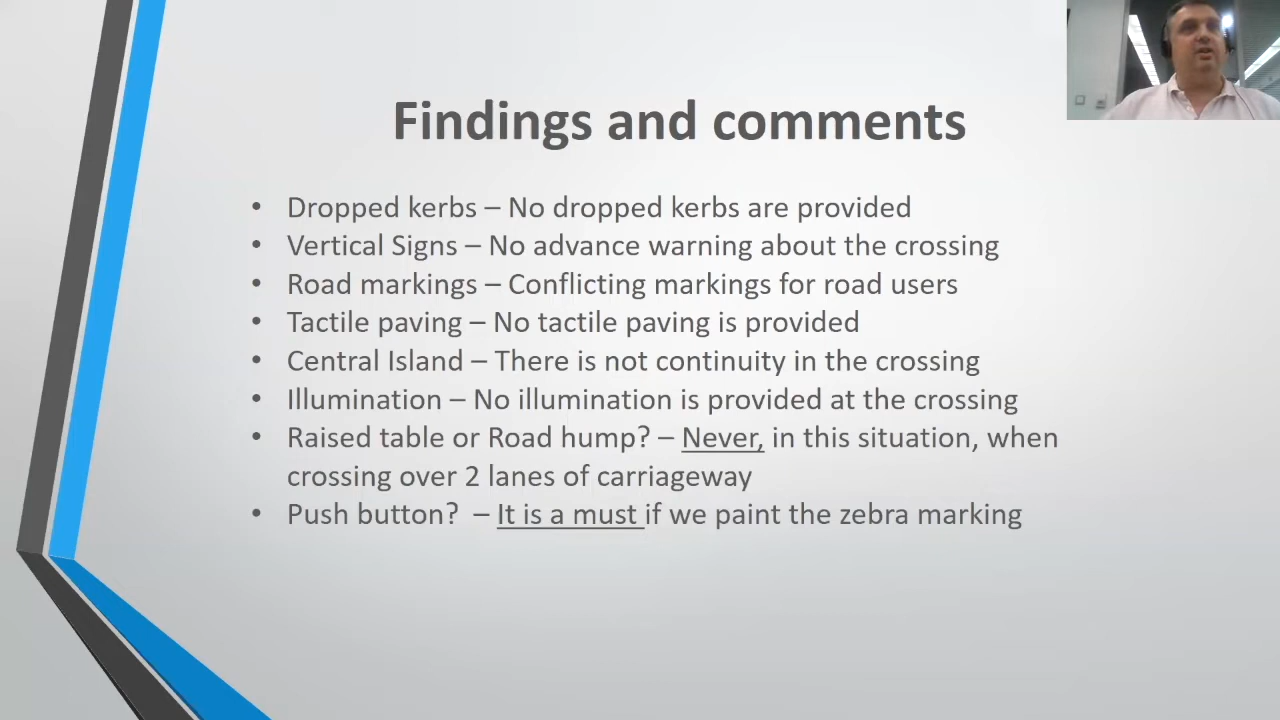 Findings and comments
• Dropped kerbs – No dropped kerbs are provided
• Vertical Signs – No advance warning about the crossing
• Road markings – Conflicting markings for road users
• Tactile paving – No tactile paving is provided
• Central Island – There is not continuity in the crossing
• Illumination – No illumination is provided at the crossing
• Raised table or Road hump? – Never, in this situation, when
crossing over 2 lanes of carriageway
• Push button?  – It is a must if we paint the zebra marking